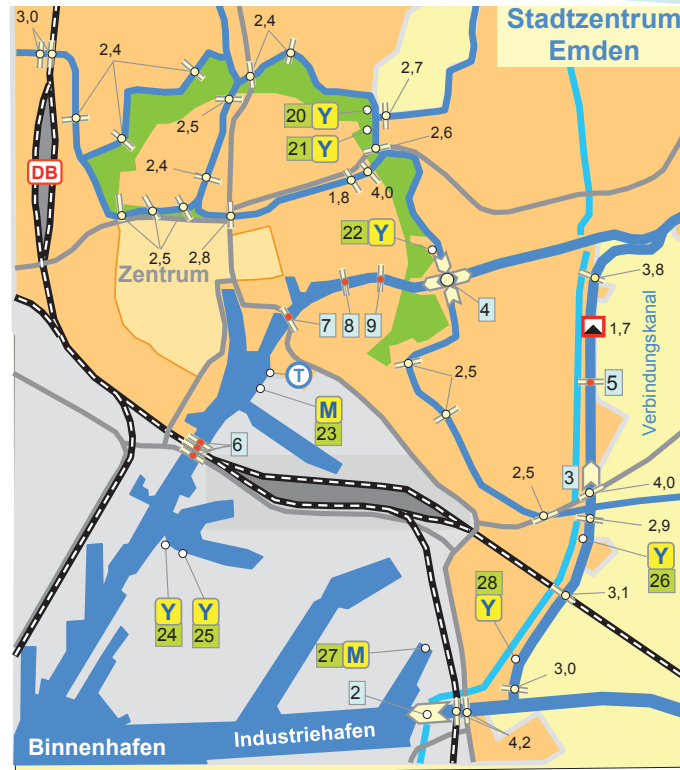 Stadtzentrum
Emden
3,0
2,4
2,4
2,7
20 Y
2,5
21 Y
2,6
DB
2,4
1,8
4,0
2,5
2,8
22 Y
Zentrum
3,8
4
7
8
9
1,7
T
2,5
5
Verbindungskanal
M
23
6
3
4,0
2,5
2,9
Y
26
28
Y
3,1
Y
24
Y
25
27 M
3,0
2
4,2
Binnenhafen
Industriehafen